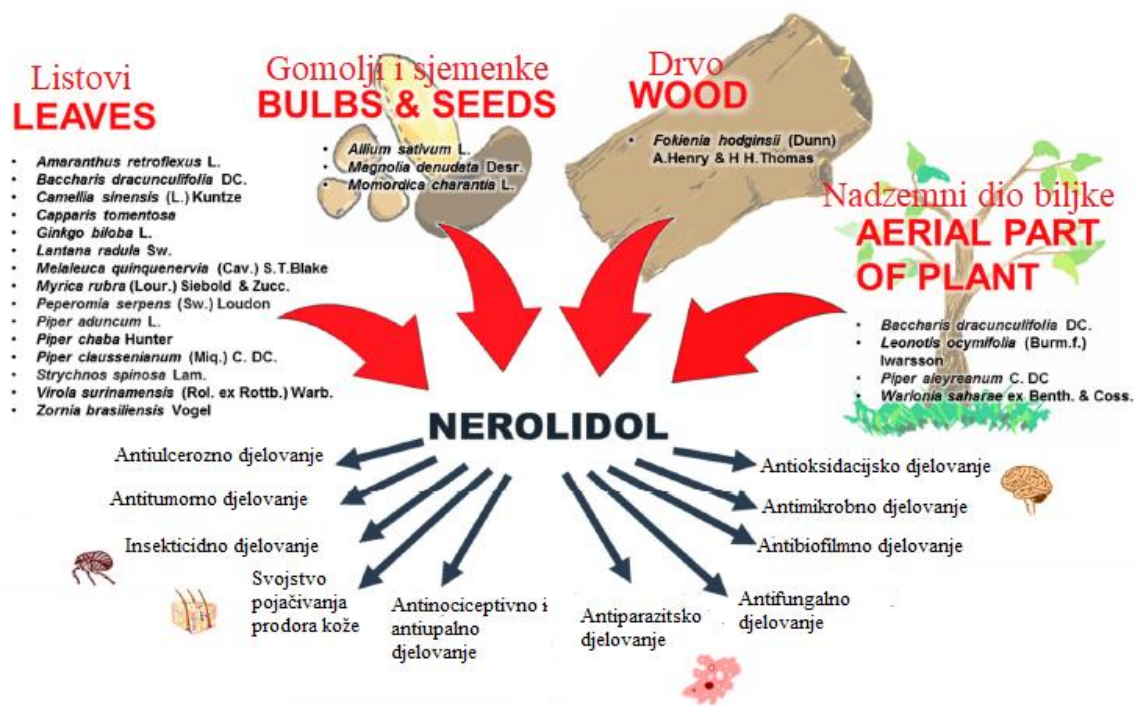 Listovi
LEAVES
• Amaranthus retroflexus L.
• Baccharis dracunculifolia DC.
• Camellia sinensis (L.) Kuntze
• Capparis tomentosa
• Ginkgo biloba L.
• Lantana radula Sw.
• Melaleuca quinquenervia (Cav.) S.T.Blake
• Myrica rubra (Lour.) Siebold & Zucc.
• Peperomia serpens (Sw.) Loudon
• Piper aduncum L.
• Piper chaba Hunter
• Piper claussenianum (Miq.) C. DC.
• Strychnos spinosa Lam.
• Virola surinamensis (Rol. ex Rottb.) Warb.
• Zornia brasiliensis Vogel
Gomolji i sjemenke
BULBS & SEEDS
• Allium sativum L.
• Magnolia denudata Desr.
• Momordica charantia L.
Drvo
WOOD
• Fokienia hodginsii (Dunn)
A.Henry & H H.Thomas
Nadzemni dio biljke
AERIAL PART
OF PLANT
• Baccharis dracunculifolia DC.
• Leonotis ocymifolia (Burm.f.)
Iwarsson
• Piper aleyreanum C. DC
• Warionia saharae ex Benth. & Coss.
NEROLIDOL
Antiulcerozno djelovanje
Antitumorno djelovanje
Insekticidno djelovanje
Svojstvo
pojačivanja
prodora kože
Antinociceptivno i
antiupalno
djelovanje
Antiparazitsko
djelovanje
Antifungalno
djelovanje
Antibiofilmno djelovanje
Antimikrobno djelovanje
Antioksidacijsko djelovanje